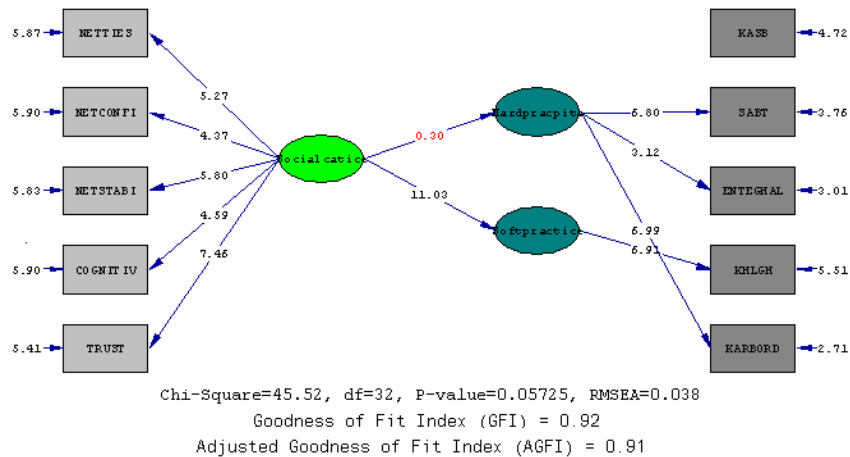 5.87 NETTIES KASB 4.72
5.27
5.90 NETCONFI 4.37 Hardpracpite 6.80 SABT 3.76
0.30
3.12
5.83 NETSTABI 5.80 Socialcatice ENTEGHAL 3.01
11.03
4.59
Softpractice 6.99
5.90 COGNITIV 7.46 6.91 KHLGH 5.51
5.41 TRUST KARBORD 2.71
Chi-Square=45.52, df=32, P-value=0.05725, RMSEA=0.038
Goodness of Fit Index (GFI) = 0.92
Adjusted Goodness of Fit Index (AGFI) = 0.91